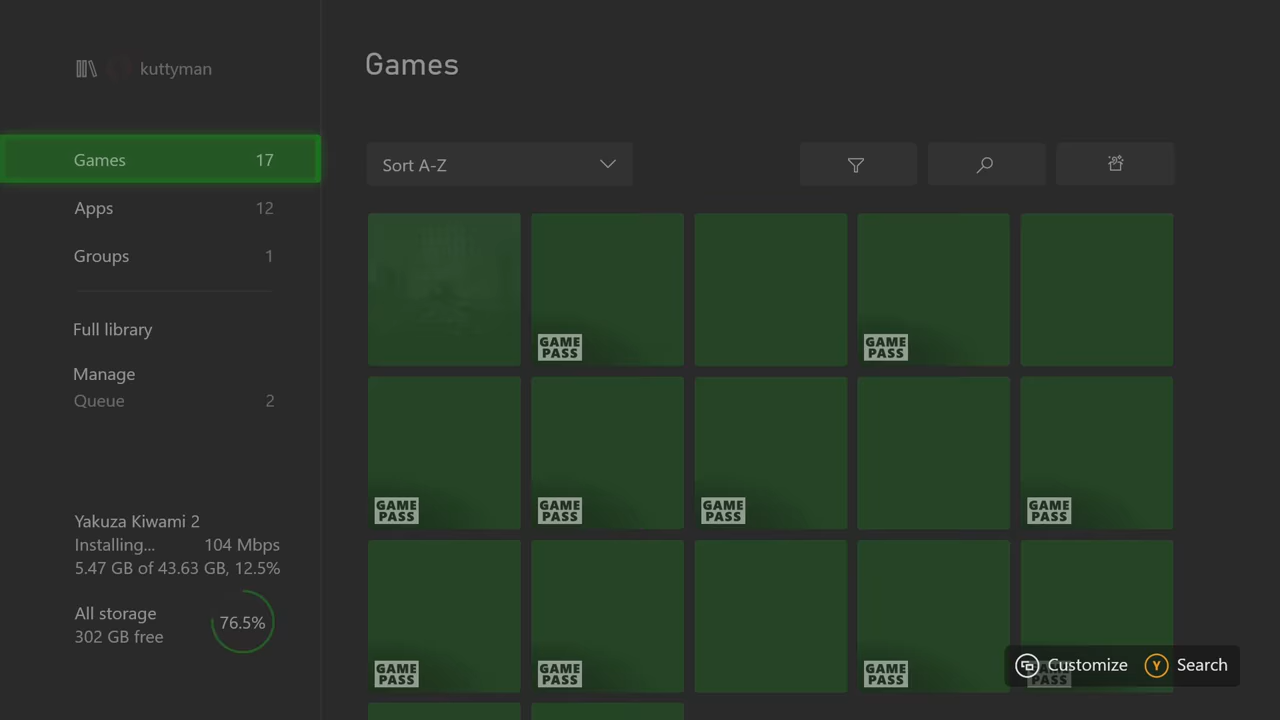 kuttyman
Games
Games 17
Apps 12
Groups 1
Full library
Manage
Queue 2
Yakuza Kiwami 2
Installing... 104 Mbps
5.47 GB of 43.63 GB, 12.5%
All storage
302 GB free
76.5%
Sort A-Z
GAME
PASS
GAME
PASS
GAME
PASS
GAME
PASS
GAME
PASS
GAME
PASS
GAME
PASS
GAME
PASS
GAME
PASS
GAME
PASS
Customize Y Search